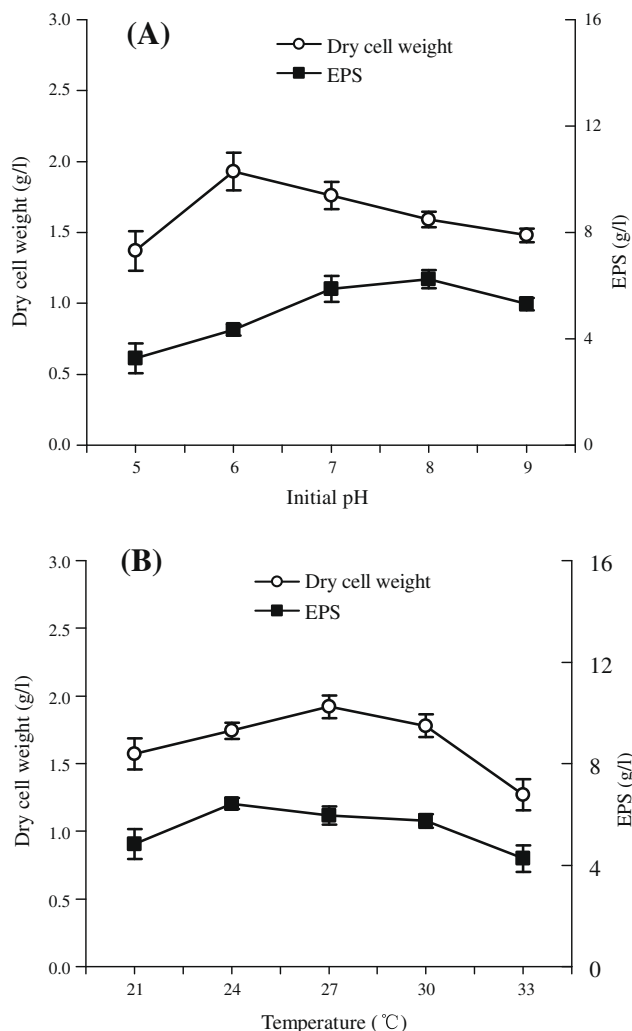 (A)
Dry cell weight
EPS
3.0
2.5
2.0
1.5
1.0
0.5
0.0
Dry cell weight (g/l)
16
12
8
4
0
EPS (g/l)
5 6 7 8 9
Initial pH
(B)
Dry cell weight
EPS
3.0
2.5
2.0
1.5
1.0
0.5
0.0
Dry cell weight (g/l)
16
12
8
4
0
EPS (g/l)
21 24 27 30 33
Temperature (℃)